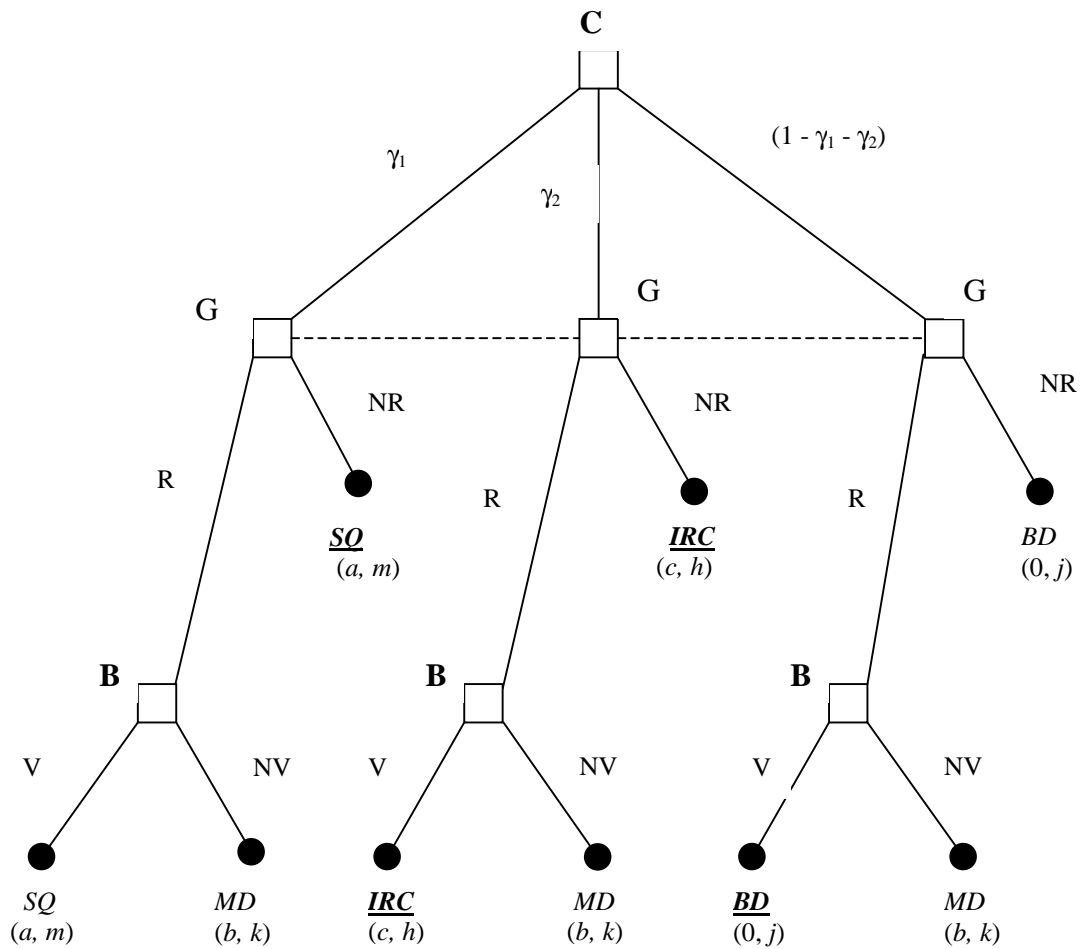 C
(1 - γ₁ - γ₂)
γ₁
γ₂
G
G
G
NR
NR
NR
R
R
R
SQ
(a, m)
IRC
(c, h)
BD
(0, j)
B
B
B
V
NV
V
NV
V
NV
SQ
(a, m)
MD
(b, k)
IRC
(c, h)
MD
(b, k)
BD
(0, j)
MD
(b, k)